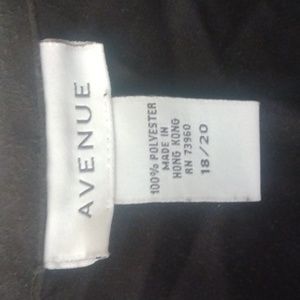 AVENUE
100% POLYESTER
MADE IN
HONG KONG
RN 73960
18/20